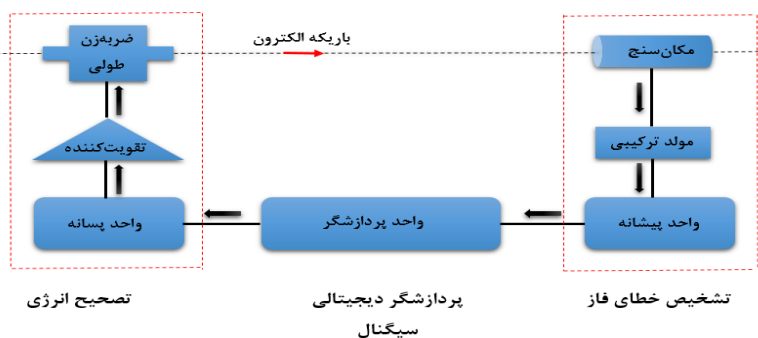 ضربه‌زن
طولی
باریکه الکترون
مکان‌سنج
تقویت‌کننده
مولد ترکیبی
واحد پسانه
واحد پردازشگر
واحد پیشانه
تصحیح انرژی
پردازشگر دیجیتالی
سیگنال
تشخیص خطای فاز